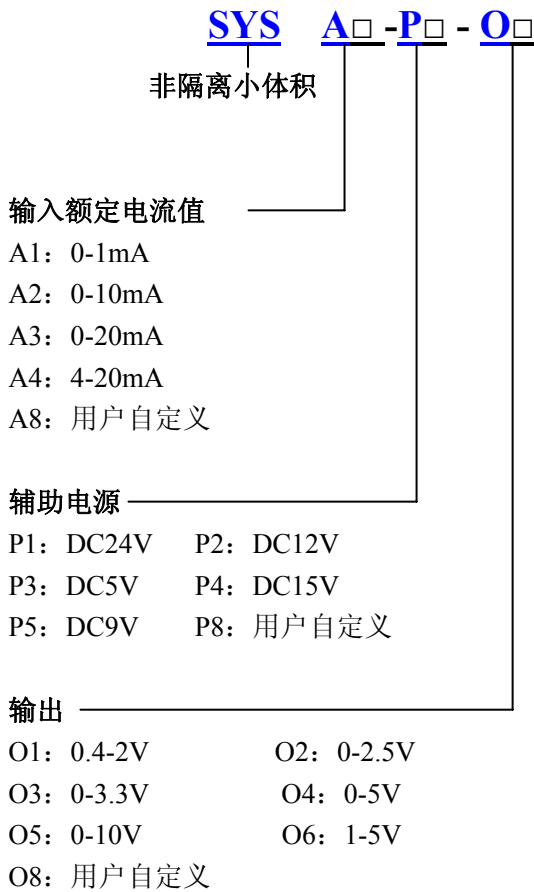 SYS A□ -P□ - O□
非隔离小体积
输入额定电流值
A1：0-1mA
A2：0-10mA
A3：0-20mA
A4：4-20mA
A8：用户自定义
辅助电源
P1：DC24V P2：DC12V
P3：DC5V P4：DC15V
P5：DC9V P8：用户自定义
输出
O1：0.4-2V O2：0-2.5V
O3：0-3.3V O4：0-5V
O5：0-10V O6：1-5V
O8：用户自定义